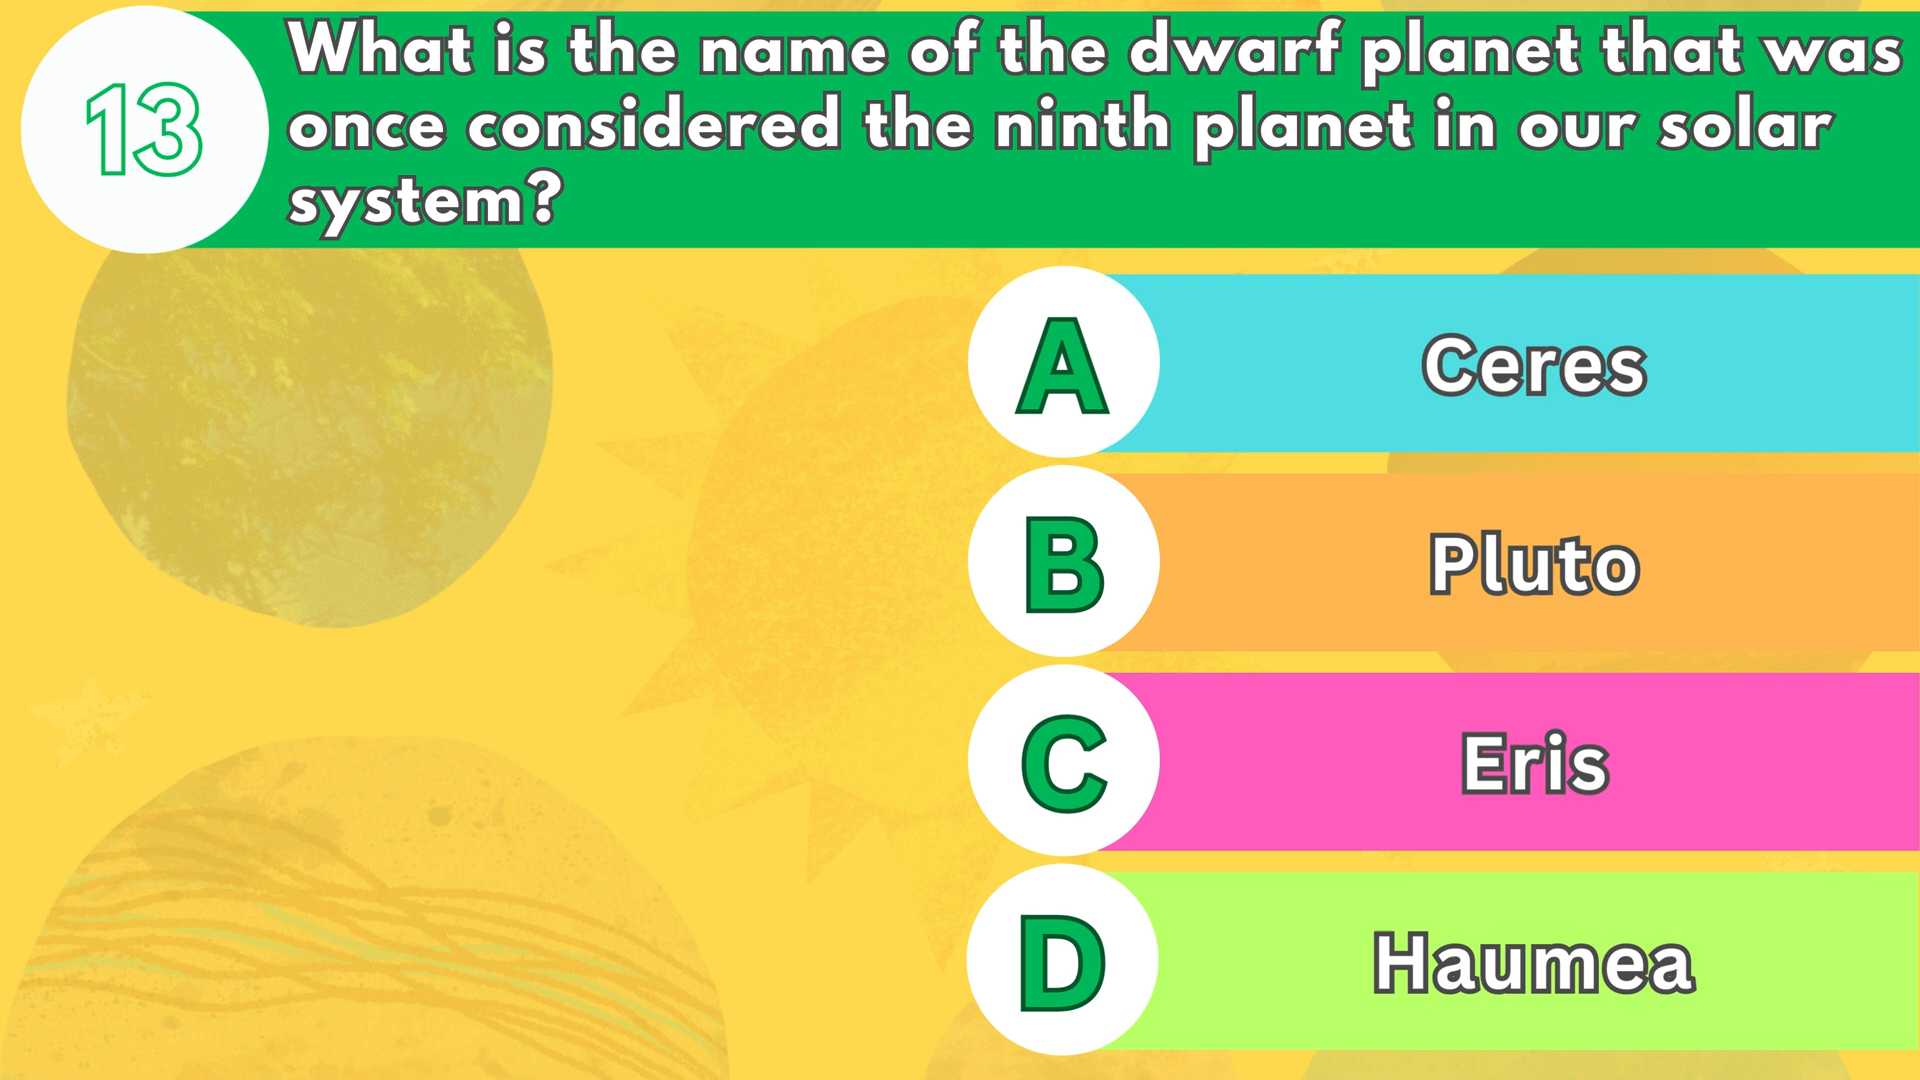 13
What is the name of the dwarf planet that was
once considered the ninth planet in our solar
system?
A
Ceres
B
Pluto
C
Eris
D
Haumea